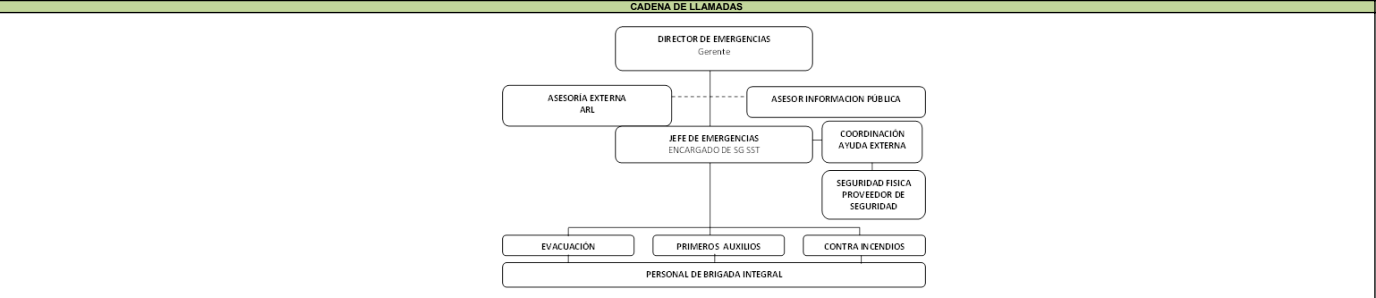 CADENA DE LLAMADAS
DIRECTOR DE EMERGENCIAS
Gerente
ASESORÍA EXTERNA
ARL
ASESOR INFORMACION PÚBLICA
JEFE DE EMERGENCIAS
ENCARGADO DE SG SST
COORDINACIÓN
AYUDA EXTERNA
SEGURIDAD FISICA
PROVEEDOR DE
SEGURIDAD
EVACUACIÓN
PRIMEROS AUXILIOS
CONTRA INCENDIOS
PERSONAL DE BRIGADA INTEGRAL